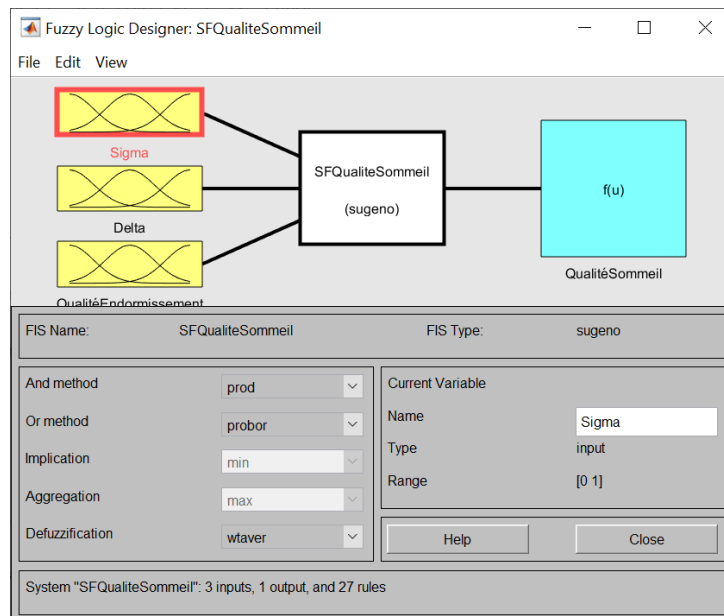 Fuzzy Logic Designer: SFQualiteSommeil
File Edit View
Sigma
Delta
QualitéEndormissement
SFQualiteSommeil
(sugeno)
f(u)
QualitéSommeil
FIS Name: SFQualiteSommeil FIS Type: sugeno
And method prod
Or method probor
Implication min
Aggregation max
Defuzzification wtaver
Current Variable
Name Sigma
Type input
Range [0 1]
Help Close
System "SFQualiteSommeil": 3 inputs, 1 output, and 27 rules